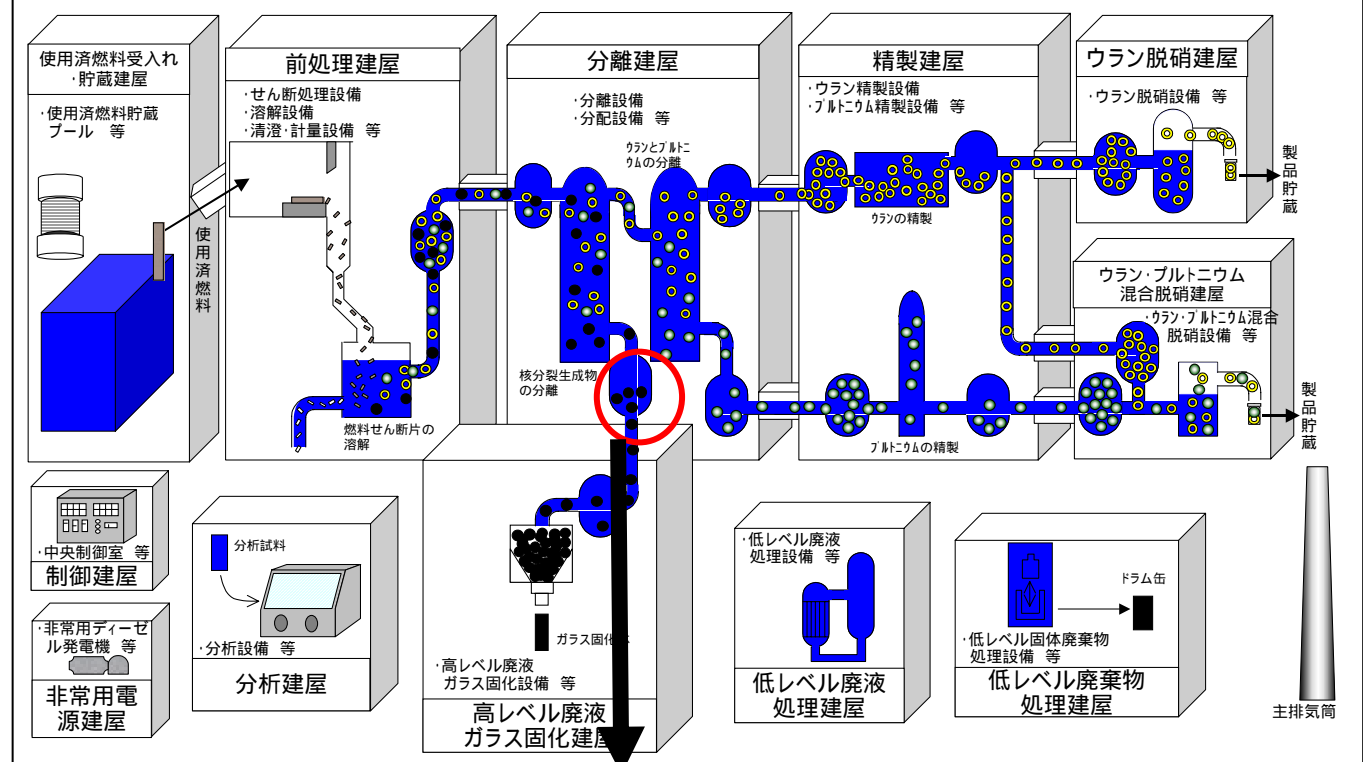 使用済燃料受入れ
・貯蔵建屋
・使用済燃料貯蔵
プール 等
使用済燃料
前処理建屋
・せん断処理設備
・溶解設備
・清澄・計量設備 等
燃料せん断片の
溶解
分離建屋
・分離設備
・分配設備 等
ウランとプルトニ
ウムの分離
核分裂生成物
の分離
精製建屋
・ウラン精製設備
・プルトニウム精製設備 等
ウランの精製
プルトニウムの精製
ウラン脱硝建屋
・ウラン脱硝設備 等
製品貯蔵
ウラン・プルトニウム
混合脱硝建屋
・ウラン・プルトニウム混合
脱硝設備 等
製品貯蔵
・中央制御室 等
制御建屋
・非常用ディーゼ
ル発電機 等
非常用電
源建屋
分析試料
・分析設備 等
分析建屋
ガラス固化
・高レベル廃液
ガラス固化設備 等
高レベル廃液
ガラス固化建屋
・低レベル廃液
処理設備 等
低レベル廃液
処理建屋
ドラム缶
・低レベル固体廃棄物
処理設備 等
低レベル廃棄物
処理建屋
主排気筒